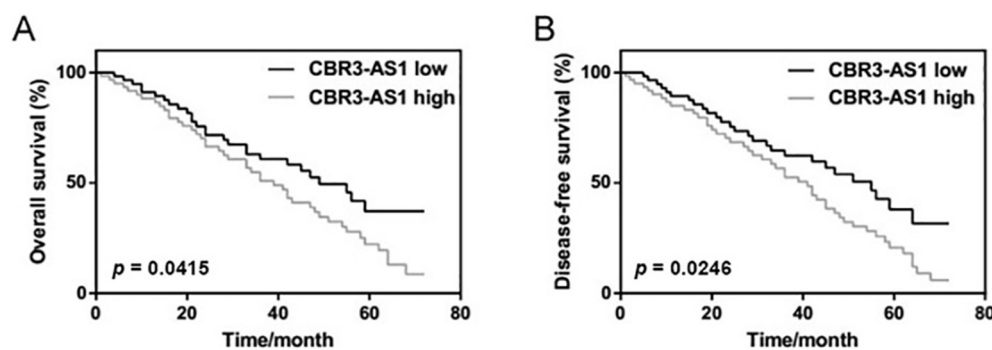 A
Overall survival (%)
100
50
0
CBR3-AS1 low
CBR3-AS1 high
p = 0.0415
0 20 40 60 80
Time/month
B
Disease-free survival (%)
100
50
0
CBR3-AS1 low
CBR3-AS1 high
p = 0.0246
0 20 40 60 80
Time/month